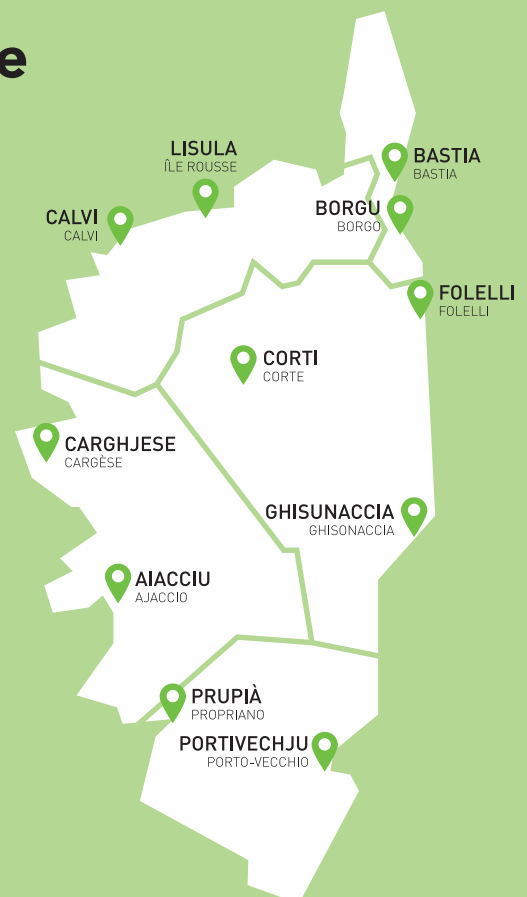 e
LISULA
ÎLE ROUSSE
BASTIA
BASTIA
CALVI
CALVI
BORGU
BORGO
FOLELLI
FOLELLI
CORTI
CORTE
CARGHJESE
CARGÈSE
GHISUNACCIA
GHISONACCIA
AIACCIU
AJACCIO
PRUPIÀ
PROPRIANO
PORTIVECHJU
PORTO-VECCHIO